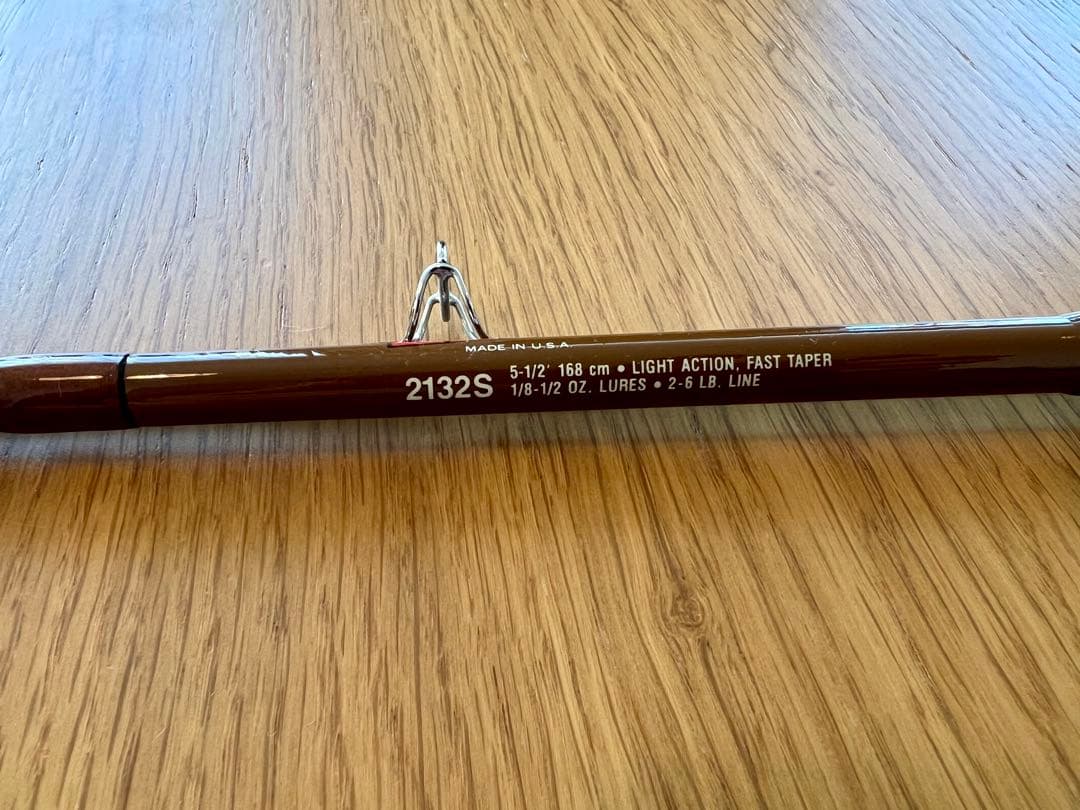 MADE IN U.S.A.
2132S
5-1/2' 168 cm • LIGHT ACTION, FAST TAPER
1/8-1/2 OZ. LURES • 2-6 LB. LINE